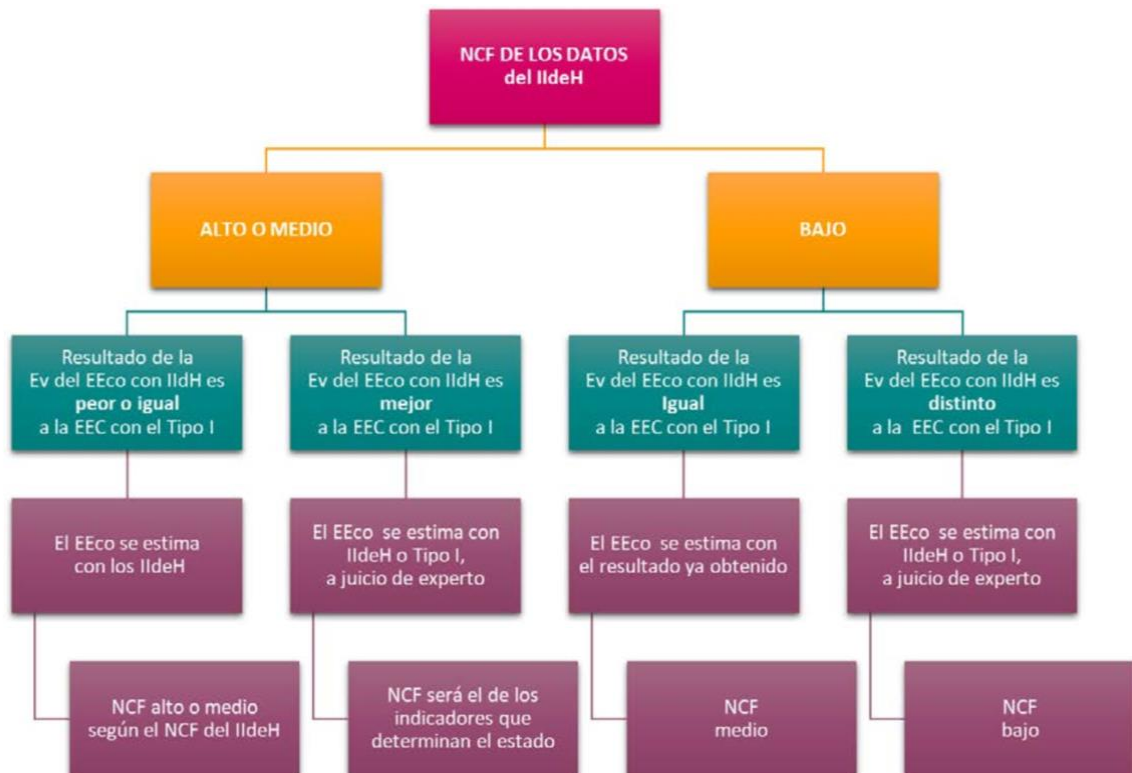 NCF DE LOS DATOS
del IIdeH
ALTO O MEDIO
BAJO
Resultado de la
Ev del EEco con IIdH es
peor o igual
a la EEC con el Tipo I
Resultado de la
Ev del EEco con IIdH es
mejor
a la EEC con el Tipo I
Resultado de la
Ev del EEco con IIdH es
Igual
a la EEC con el Tipo I
Resultado de la
Ev del EEco con IIdH es
distinto
a la EEC con el Tipo I
El EEco se estima
con los IIdeH
El EEco se estima con
IIdeH o Tipo I,
a juicio de experto
El EEco se estima con
el resultado ya obtenido
El EEco se estima con
IIdeH o Tipo I,
a juicio de experto
NCF alto o medio
según el NCF del IIdeH
NCF será el de los
indicadores que
determinan el estado
NCF
medio
NCF
bajo